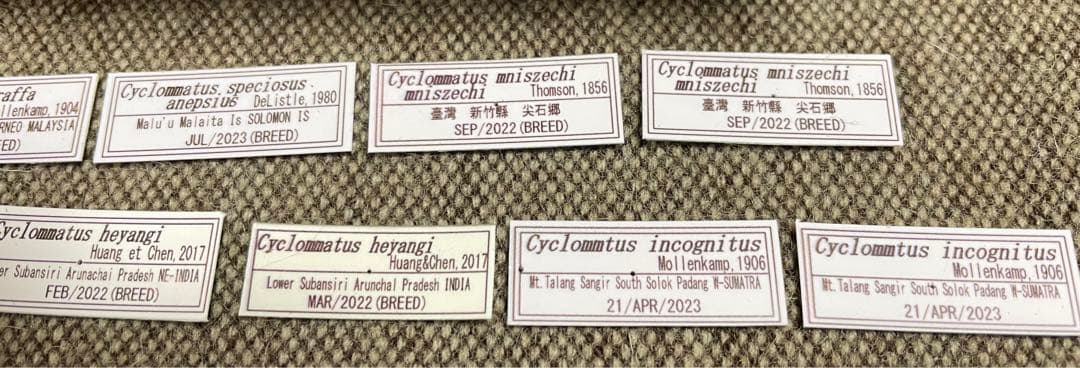 raffa
llenkamp, 1904
RNEO MALAYSIA
ED)
Cyclommatus speciosus
anepsius DeListle, 1980
Malu'u Malaita Is SOLOMON IS
JUL/2023 (BREED)
Cyclommatus mniszechi
mniszechi Thomson, 1856
臺灣 新竹縣 尖石鄉
SEP/2022 (BREED)
Cyclommatus mniszechi
mniszechi Thomson, 1856
臺灣 新竹縣 尖石鄉
SEP/2022 (BREED)
Cyclommatus heyangi
Huang et Chen, 2017
er Subansiri Arunachai Pradesh NE-INDIA
FEB/2022 (BREED)
Cyclommatus heyangi
Huang&Chen, 2017
Lower Subansiri Arunchal Pradesh INDIA
MAR/2022 (BREED)
Cyclommtus incognitus
Mollenkamp, 1906
Mt. Talang Sangir South Solok Padang W-SUMATRA
21/APR/2023
Cyclommtus incognitus
Mollenkamp, 1906
Mt. Talang Sangir South Solok Padang W-SUMATRA
21/APR/2023